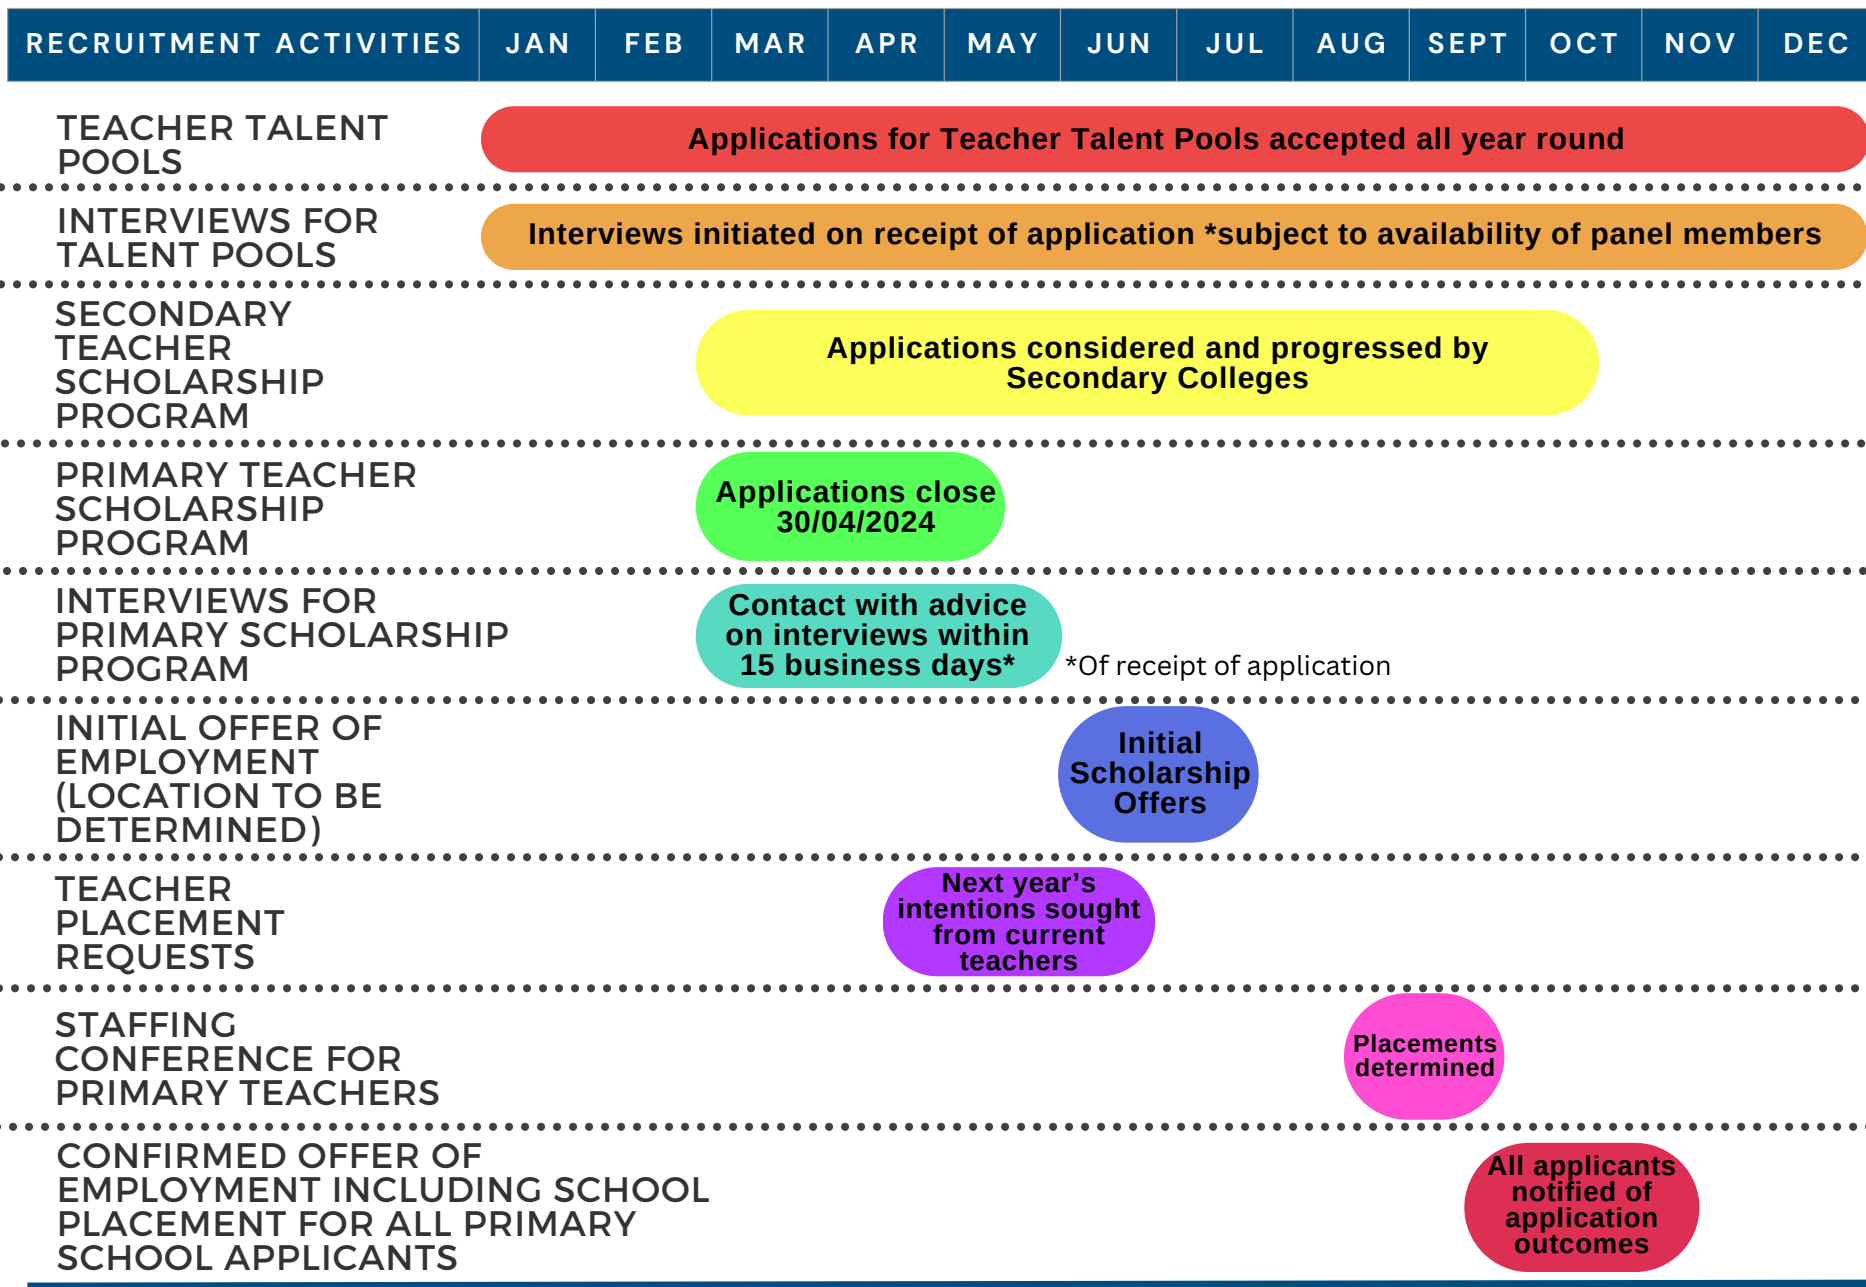 RECRUITMENT ACTIVITIES JAN FEB MAR APR MAY JUN JUL AUG SEPT OCT NOV DEC
TEACHER TALENT
POOLS
Applications for Teacher Talent Pools accepted all year round
INTERVIEWS FOR
TALENT POOLS
Interviews initiated on receipt of application *subject to availability of panel members
SECONDARY
TEACHER
SCHOLARSHIP
PROGRAM
Applications considered and progressed by
Secondary Colleges
PRIMARY TEACHER
SCHOLARSHIP
PROGRAM
Applications close
30/04/2024
INTERVIEWS FOR
PRIMARY SCHOLARSHIP
PROGRAM
Contact with advice
on interviews within
15 business days*
*Of receipt of application
INITIAL OFFER OF
EMPLOYMENT
(LOCATION TO BE
DETERMINED)
Initial
Scholarship
Offers
TEACHER
PLACEMENT
REQUESTS
Next year’s
intentions sought
from current
teachers
STAFFING
CONFERENCE FOR
PRIMARY TEACHERS
Placements
determined
CONFIRMED OFFER OF
EMPLOYMENT INCLUDING SCHOOL
PLACEMENT FOR ALL PRIMARY
SCHOOL APPLICANTS
All applicants
notified of
application
outcomes